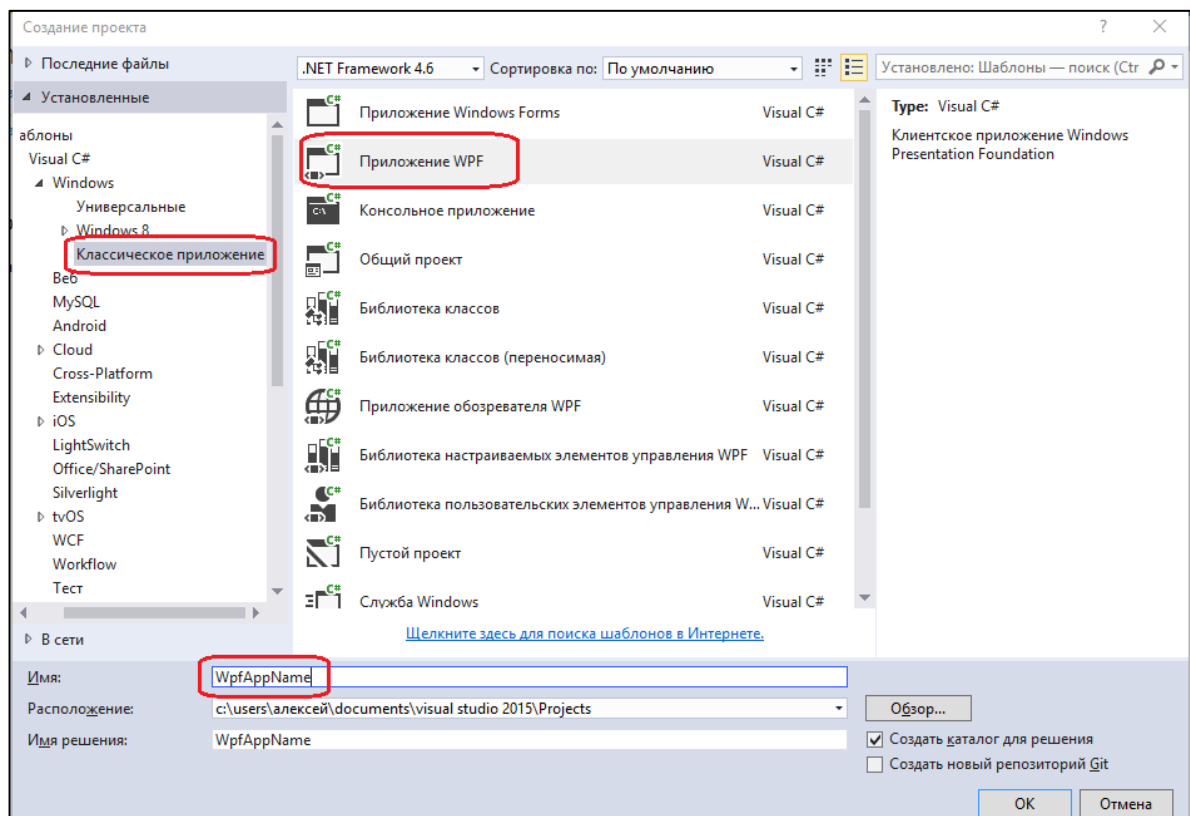 Создание проекта
?
Последние файлы
.NET Framework 4.6
Сортировка по:
По умолчанию
Установлено: Шаблоны — поиск (Ctr
Установленные
аблоны
Visual C#
Windows
Универсальные
Windows 8
Классическое приложение
Веб
MySQL
Android
Cloud
Cross-Platform
Extensibility
iOS
LightSwitch
Office/SharePoint
Silverlight
tvOS
WCF
Workflow
Тест
В сети
Приложение Windows Forms Visual C#
Приложение WPF Visual C#
Консольное приложение Visual C#
Общий проект Visual C#
Библиотека классов Visual C#
Библиотека классов (переносимая) Visual C#
Приложение обозревателя WPF Visual C#
Библиотека настраиваемых элементов управления WPF Visual C#
Библиотека пользовательских элементов управления W... Visual C#
Пустой проект Visual C#
Служба Windows Visual C#
Щелкните здесь для поиска шаблонов в Интернете.
Type: Visual C#
Клиентское приложение Windows
Presentation Foundation
Имя: WpfAppName
Расположение: c:\users\алексей\documents\visual studio 2015\Projects
Обзор...
Имя решения: WpfAppName
Создать каталог для решения
Создать новый репозиторий Git
OK
Отмена